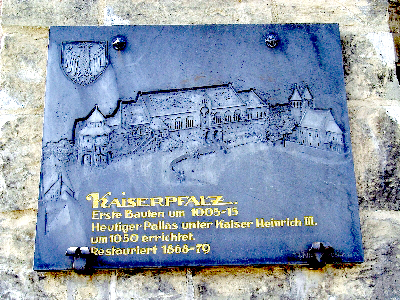 KAISERPFALZ..
Erste Bauten um 1005-15
Heutiger Pallas unter Kaiser Heinrich III.
um 1050 errichtet.
Restauriert 1868-79